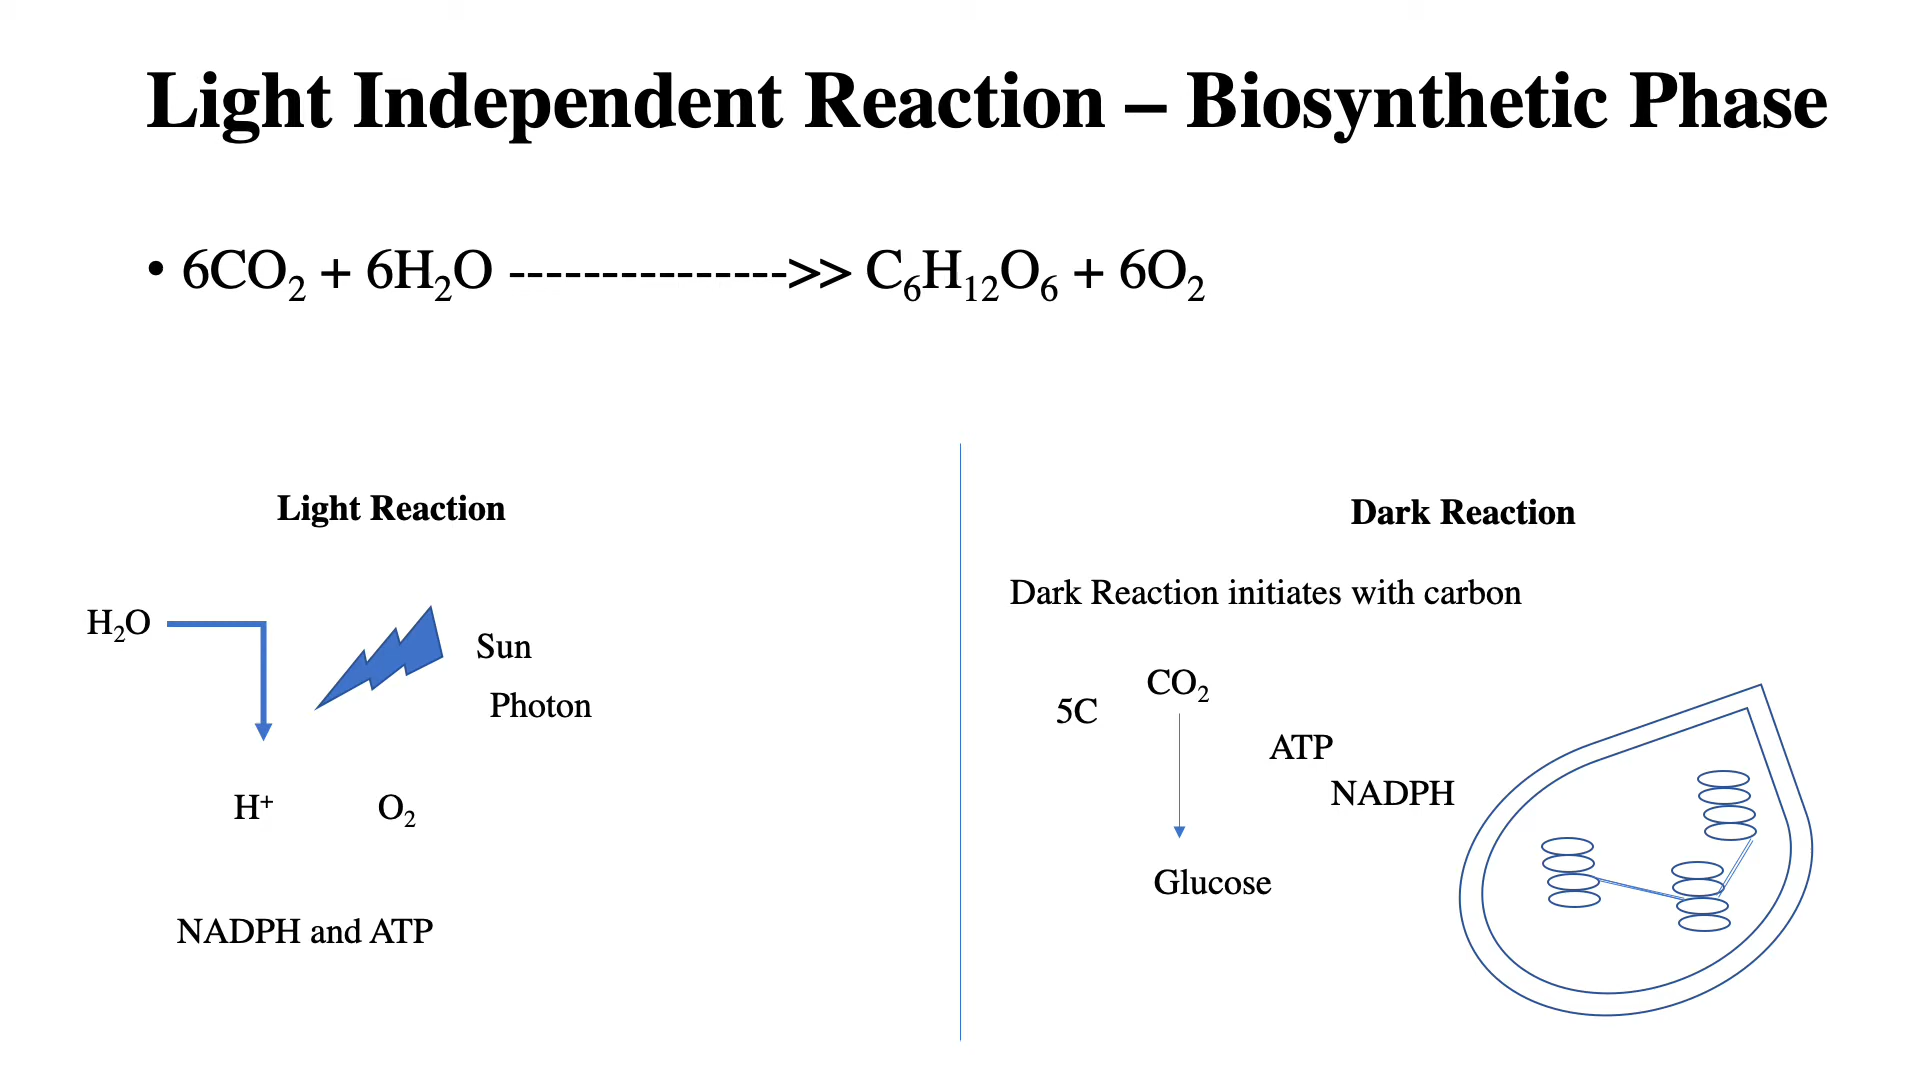 Light Independent Reaction – Biosynthetic Phase
• 6CO₂ + 6H₂O --------------->> C₆H₁₂O₆ + 6O₂
Light Reaction
H₂O
Sun
Photon
H⁺ O₂
NADPH and ATP
Dark Reaction
Dark Reaction initiates with carbon
CO₂
5C
ATP
NADPH
Glucose